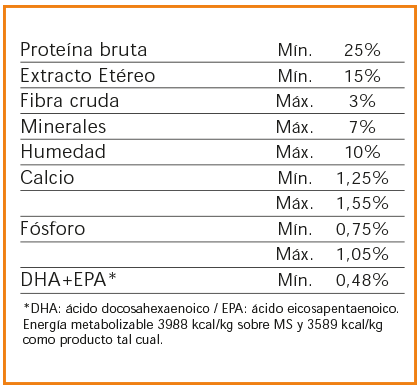 Proteína bruta Mín. 25%
Extracto Etéreo Mín. 15%
Fibra cruda Máx. 3%
Minerales Máx. 7%
Humedad Máx. 10%
Calcio Mín. 1,25%
Máx. 1,55%
Fósforo Mín. 0,75%
Máx. 1,05%
DHA+EPA* Mín. 0,48%
*DHA: ácido docosahexaenoico / EPA: ácido eicosapentaenoico.
Energía metabolizable 3988 kcal/kg sobre MS y 3589 kcal/kg
como producto tal cual.